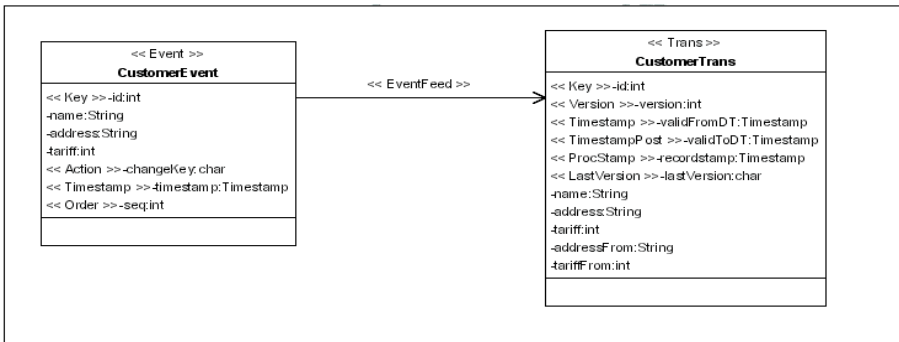 << Event >>
CustomerEvent
<< Key >>-id:int
-name:String
-address:String
-tariff:int
<< Action >>-changeKey:char
<< Timestamp >>-timestamp:Timestamp
<< Order >>-seq:int
<< EventFeed >>
<< Trans >>
CustomerTrans
<< Key >>-id:int
<< Version >>-version:int
<< Timestamp >>-validFromDT:Timestamp
<< TimestampPost >>-validToDT:Timestamp
<< ProcStamp >>-recordstamp:Timestamp
<< LastVersion >>-lastVersion:char
-name:String
-address:String
-tariff:int
-addressFrom:String
-tariffFrom:int